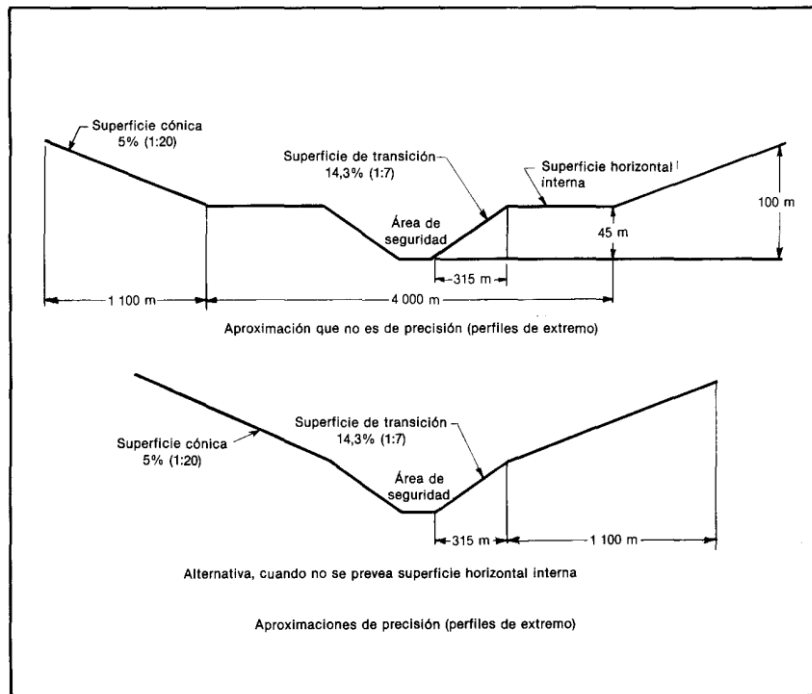 Superficie cónica
5% (1:20)
Superficie de transición
14,3% (1:7)
Superficie horizontal
interna
100 m
Área de
seguridad
45 m
315 m
1 100 m
4 000 m
Aproximación que no es de precisión (perfiles de extremo)
Superficie de transición
14,3% (1:7)
Superficie cónica
5% (1:20)
Área de
seguridad
315 m
1 100 m
Alternativa, cuando no se prevea superficie horizontal interna
Aproximaciones de precisión (perfiles de extremo)